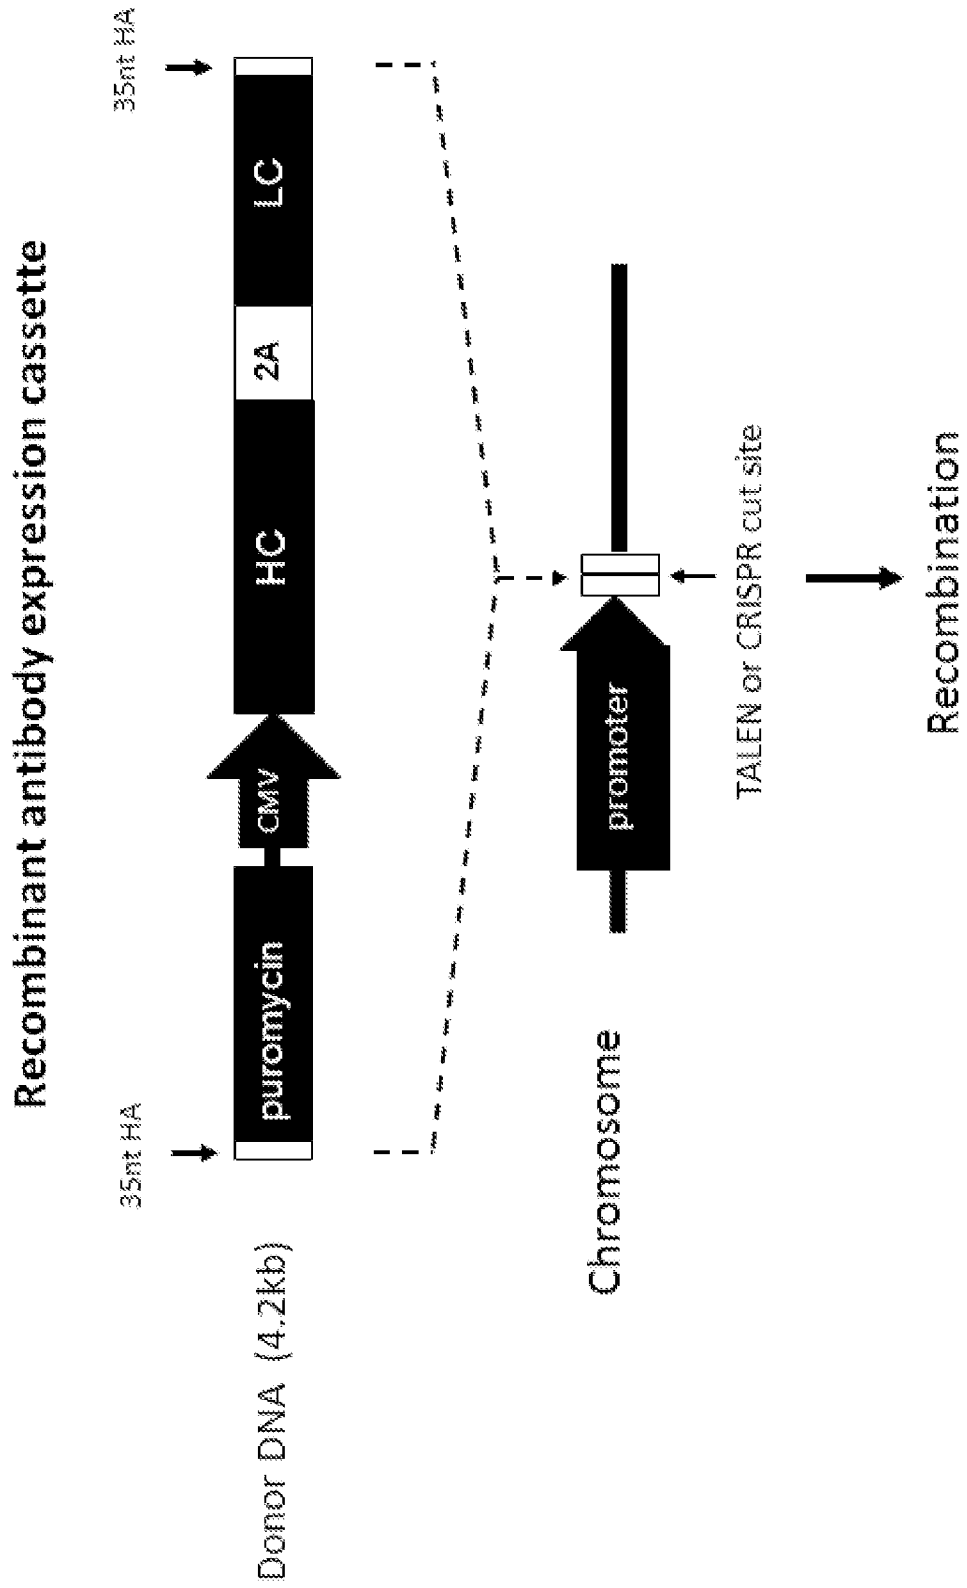 Recombinant antibody expression cassette
35nt HA
35nt HA
Donor DNA (4.2kb)
puromycin
CMV
HC
2A
LC
Chromosome
promoter
TALEN or CRISPR cut site
Recombination